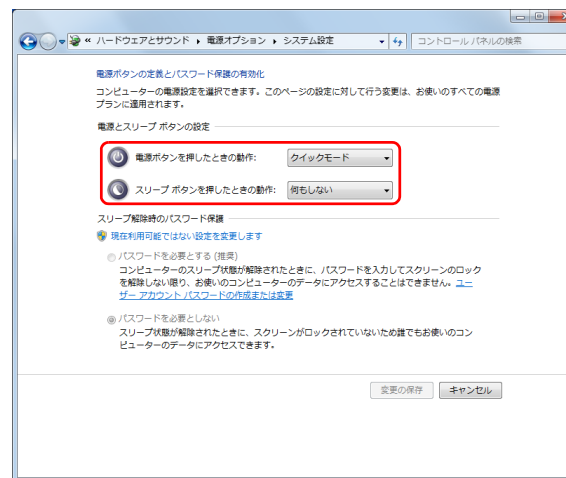 « ハードウェアとサウンド ▸ 電源オプション ▸ システム設定
コントロール パネルの検索
電源ボタンの定義とパスワード保護の有効化
コンピューターの電源設定を選択できます。このページの設定に対して行う変更は、お使いのすべての電源
プランに適用されます。
電源とスリープ ボタンの設定
電源ボタンを押したときの動作: クイックモード
スリープ ボタンを押したときの動作: 何もしない
スリープ解除時のパスワード保護
現在利用可能ではない設定を変更します
パスワードを必要とする (推奨)
コンピューターのスリープ状態が解除されたときに、パスワードを入力してスクリーンのロック
を解除しない限り、お使いのコンピューターのデータにアクセスすることはできません。ユー
ザー アカウント パスワードの作成または変更
パスワードを必要としない
スリープ状態が解除されたときに、スクリーンがロックされていないため誰でもお使いのコン
ピューターのデータにアクセスできます。
変更の保存 キャンセル